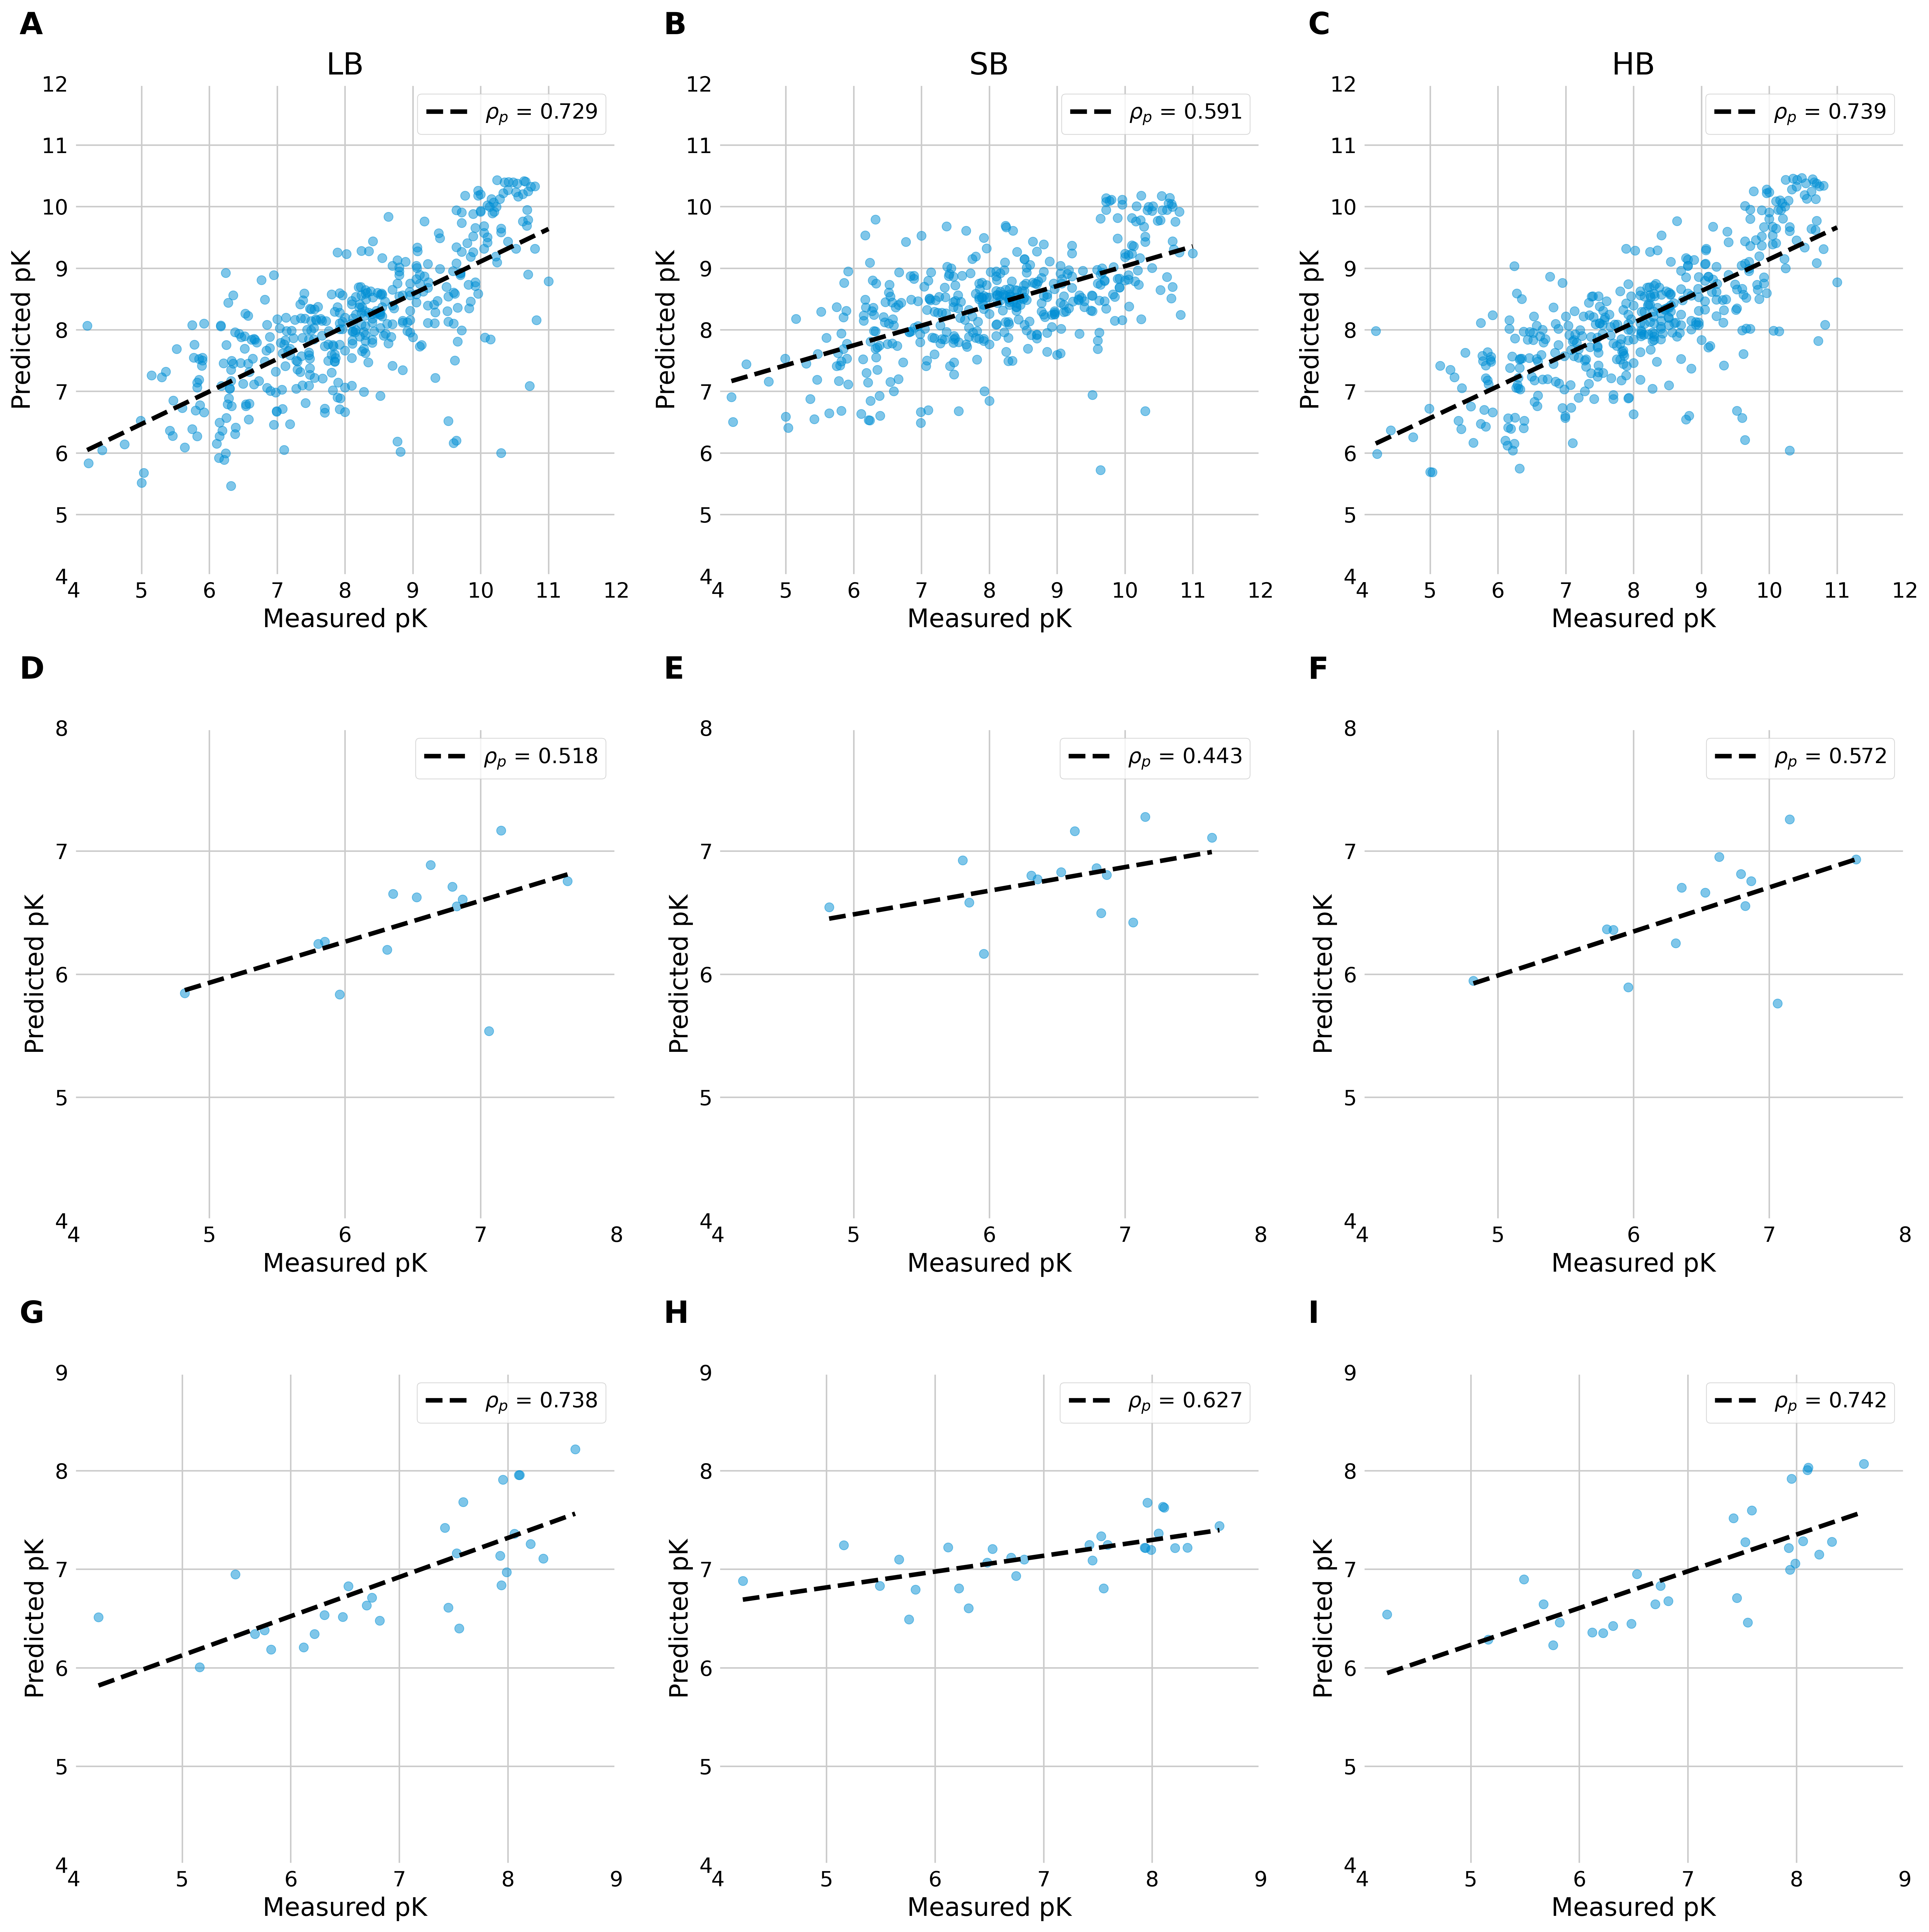 A
B
C
LB
SB
HB
12
11
10
9
8
7
6
5
4
ρp = 0.729
Predicted pK
4 5 6 7 8 9 10 11 12
Measured pK
12
11
10
9
8
7
6
5
4
ρp = 0.591
Predicted pK
4 5 6 7 8 9 10 11 12
Measured pK
12
11
10
9
8
7
6
5
4
ρp = 0.739
Predicted pK
4 5 6 7 8 9 10 11 12
Measured pK
D
8
7
6
5
4
ρp = 0.518
Predicted pK
4 5 6 7 8
Measured pK
E
8
7
6
5
4
ρp = 0.443
Predicted pK
4 5 6 7 8
Measured pK
F
8
7
6
5
4
ρp = 0.572
Predicted pK
4 5 6 7 8
Measured pK
G
9
8
7
6
5
4
ρp = 0.738
Predicted pK
4 5 6 7 8 9
Measured pK
H
9
8
7
6
5
4
ρp = 0.627
Predicted pK
4 5 6 7 8 9
Measured pK
I
9
8
7
6
5
4
ρp = 0.742
Predicted pK
4 5 6 7 8 9
Measured pK